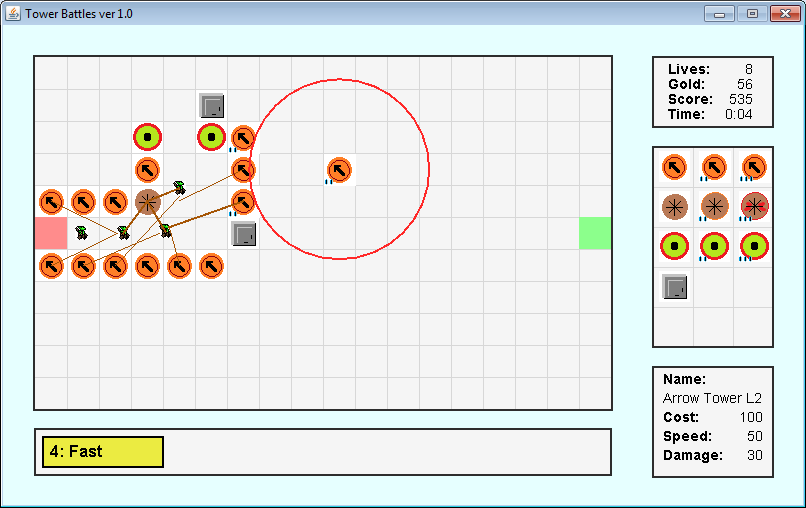 Tower Battles ver 1.0
Lives: 8
Gold: 56
Score: 535
Time: 0:04
Name:
Arrow Tower L2
Cost: 100
Speed: 50
Damage: 30
4: Fast